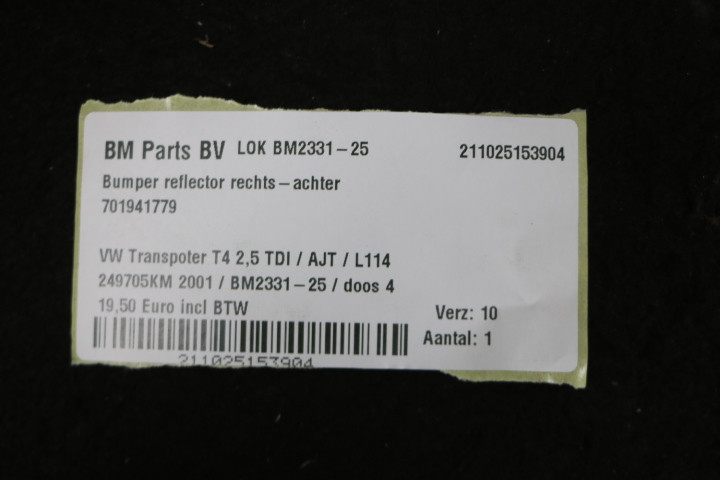 BM Parts BV LOK BM2331-25 211025153904
Bumper reflector rechts-achter
701941779
VW Transpoter T4 2,5 TDI / AJT / L114
249705KM 2001 / BM2331-25 / doos 4
19,50 Euro incl BTW Verz: 10
Aantal: 1
211025153904